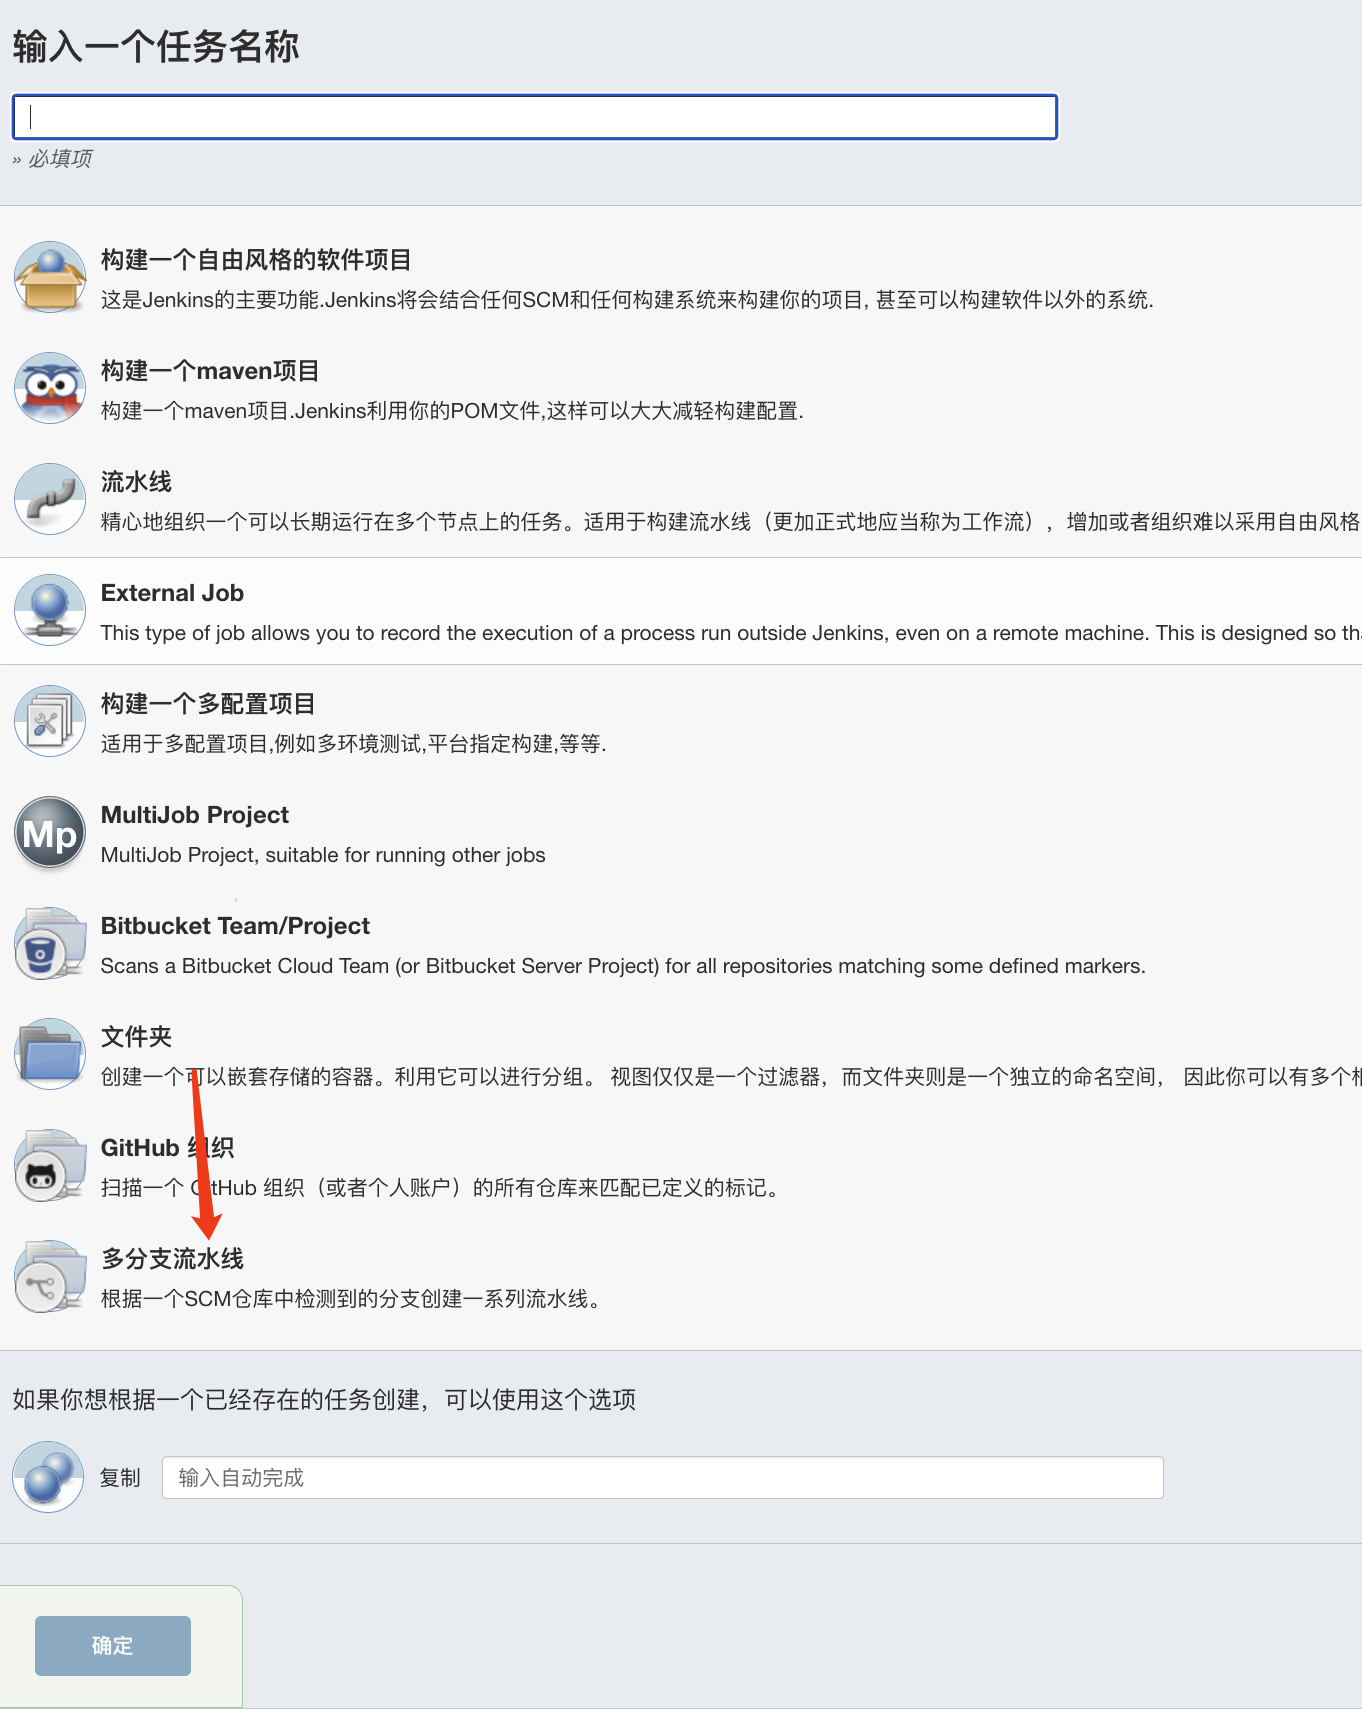 输入一个任务名称
» 必填项
构建一个自由风格的软件项目
这是Jenkins的主要功能.Jenkins将会结合任何SCM和任何构建系统来构建你的项目, 甚至可以构建软件以外的系统.
构建一个maven项目
构建一个maven项目.Jenkins利用你的POM文件,这样可以大大减轻构建配置.
流水线
精心地组织一个可以长期运行在多个节点上的任务。适用于构建流水线（更加正式地应当称为工作流），增加或者组织难以采用自由风格
External Job
This type of job allows you to record the execution of a process run outside Jenkins, even on a remote machine. This is designed so
构建一个多配置项目
适用于多配置项目,例如多环境测试,平台指定构建,等等.
Mp
MultiJob Project
MultiJob Project, suitable for running other jobs
Bitbucket Team/Project
Scans a Bitbucket Cloud Team (or Bitbucket Server Project) for all repositories matching some defined markers.
文件夹
创建一个可以嵌套存储的容器。利用它可以进行分组。 视图仅仅是一个过滤器，而文件夹则是一个独立的命名空间， 因此你可以有多个
GitHub 组织
扫描一个 GitHub 组织（或者个人账户）的所有仓库来匹配已定义的标记。
多分支流水线
根据一个SCM仓库中检测到的分支创建一系列流水线。
如果你想根据一个已经存在的任务创建，可以使用这个选项
复制 输入自动完成
确定